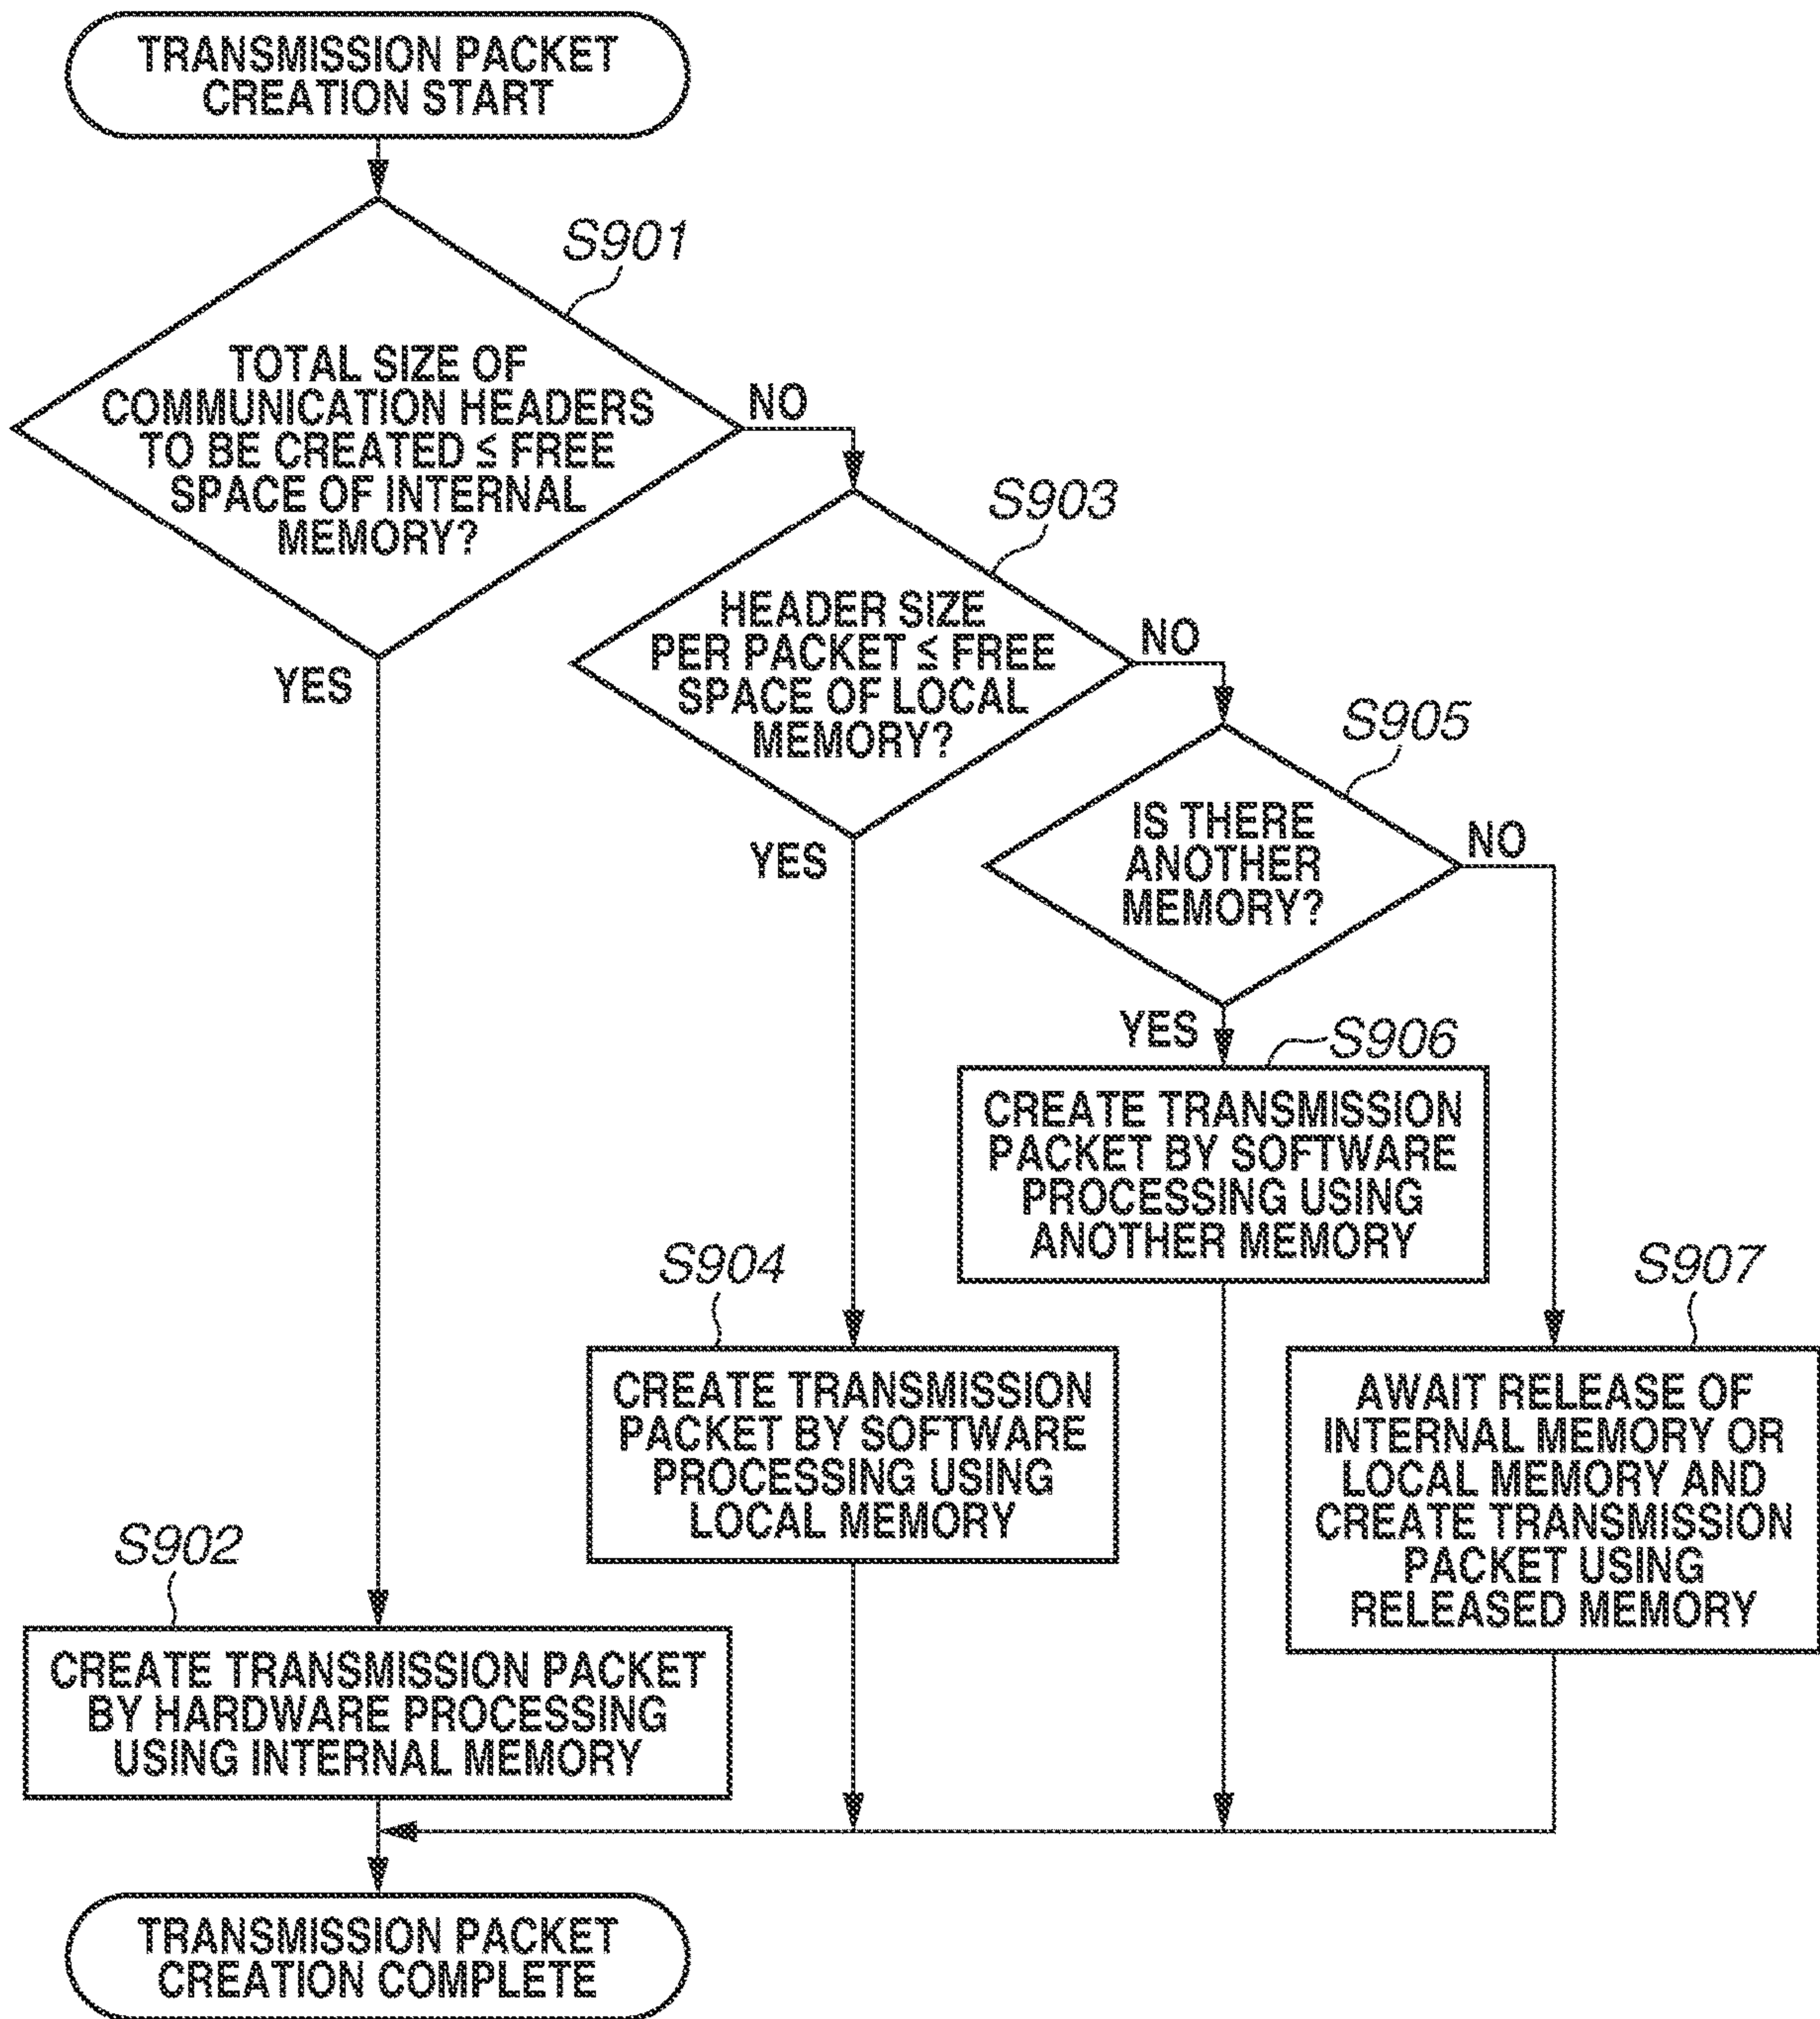 TRANSMISSION PACKET
CREATION START
S901
TOTAL SIZE OF
COMMUNICATION HEADERS
TO BE CREATED ≤ FREE
SPACE OF INTERNAL
MEMORY?
NO
YES
S903
HEADER SIZE
PER PACKET ≤ FREE
SPACE OF LOCAL
MEMORY?
NO
YES
S905
IS THERE
ANOTHER
MEMORY?
NO
YES
S906
CREATE TRANSMISSION
PACKET BY SOFTWARE
PROCESSING USING
ANOTHER MEMORY
S904
CREATE TRANSMISSION
PACKET BY SOFTWARE
PROCESSING USING
LOCAL MEMORY
S907
AWAIT RELEASE OF
INTERNAL MEMORY OR
LOCAL MEMORY AND
CREATE TRANSMISSION
PACKET USING
RELEASED MEMORY
S902
CREATE TRANSMISSION PACKET
BY HARDWARE PROCESSING
USING INTERNAL MEMORY
TRANSMISSION PACKET
CREATION COMPLETE